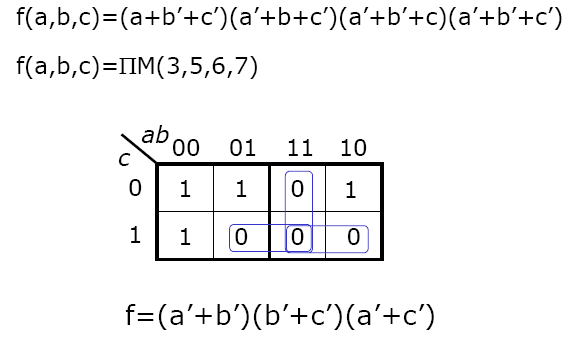 f(a,b,c)=(a+b′+c′)(a′+b+c′)(a′+b′+c)(a′+b′+c′)
f(a,b,c)=ΠM(3,5,6,7)
ab
c
00 01 11 10
0 1 1 0 1
1 1 0 0 0
f=(a′+b′)(b′+c′)(a′+c′)